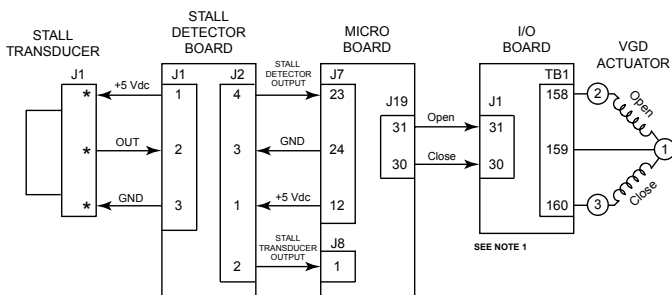 STALL
TRANSDUCER
J1
*
*
*
+5 Vdc
OUT
GND
STALL
DETECTOR
BOARD
J1
1
2
3
J2
4
3
1
2
STALL
DETECTOR
OUTPUT
GND
+5 Vdc
STALL
TRANSDUCER
OUTPUT
MICRO
BOARD
J7
23
24
12
J8
1
J19
31
30
Open
Close
I/O
BOARD
J1
31
30
TB1
158
159
160
SEE NOTE 1
VGD
ACTUATOR
2
Open
1
Close
3